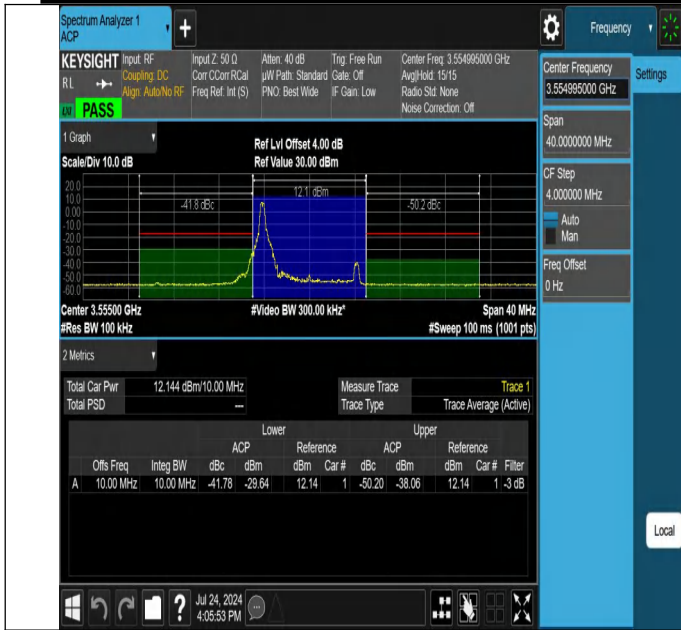 Spectrum Analyzer 1
ACP
Frequency
KEYSIGHT Input: RF Input Z: 50 Ω Atten: 40 dB Trig: Free Run Center Freq: 3.554995000 GHz
RL Coupling: DC Corr CCorr RCal µW Path: Standard Gate: Off Avg|Hold: 15/15
Align: Auto/No RF Freq Ref: Int (S) PNO: Best Wide IF Gain: Low Radio Std: None
LXI PASS Noise Correction: Off
Center Frequency
3.554995000 GHz
Settings
Span
40.0000000 MHz
CF Step
4.000000 MHz
Auto
Man
Freq Offset
0 Hz
Local
1 Graph
Ref Lvl Offset 4.00 dB
Scale/Div 10.0 dB Ref Value 30.00 dBm
20.0
10.0
0.00
-10.0
-20.0
-30.0
-40.0
-50.0
-60.0
-41.8 dBc
12.1 dBm
-50.2 dBc
Center 3.55500 GHz #Video BW 300.00 kHz* Span 40 MHz
#Res BW 100 kHz #Sweep 100 ms (1001 pts)
2 Metrics
Total Car Pwr 12.144 dBm/10.00 MHz Measure Trace Trace 1
Total PSD --- Trace Type Trace Average (Active)
Lower Upper
ACP Reference ACP Reference
Offs Freq Integ BW dBc dBm dBm Car # dBc dBm dBm Car # Filter
A 10.00 MHz 10.00 MHz -41.78 -29.64 12.14 1 -50.20 -38.06 12.14 1 -3 dB
Jul 24, 2024
4:05:53 PM